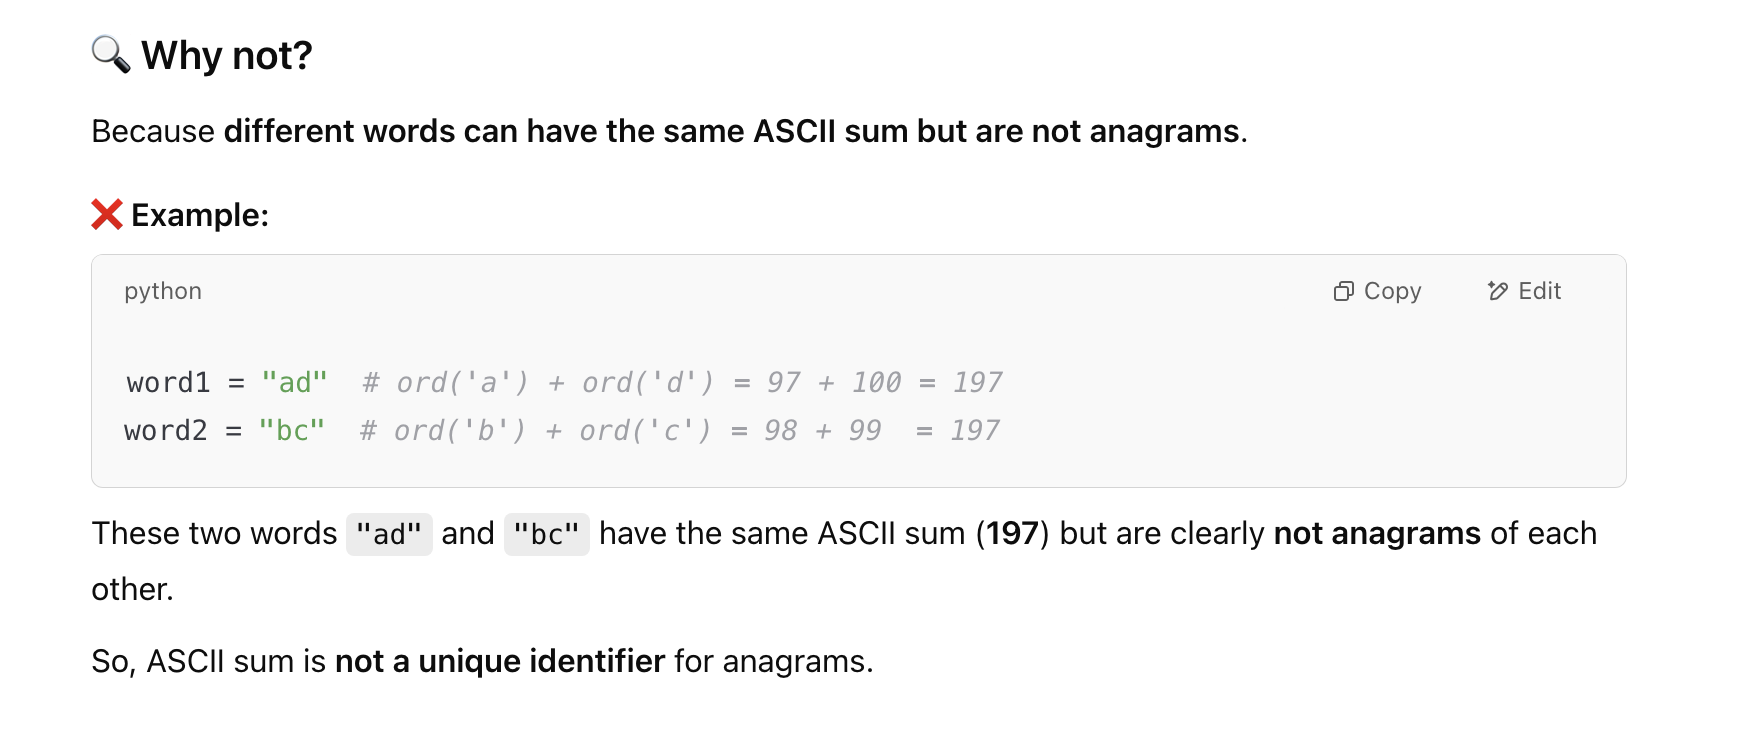 🔍 Why not?
Because different words can have the same ASCII sum but are not anagrams.
❌ Example:
python Copy Edit
word1 = "ad"  # ord('a') + ord('d') = 97 + 100 = 197
word2 = "bc"  # ord('b') + ord('c') = 98 + 99  = 197
These two words "ad" and "bc" have the same ASCII sum (197) but are clearly not anagrams of each
other.
So, ASCII sum is not a unique identifier for anagrams.